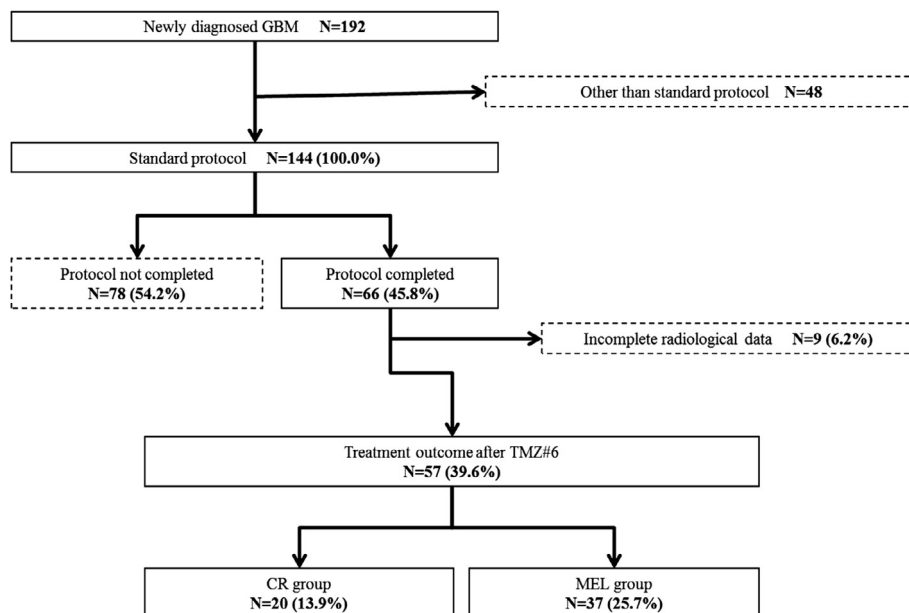 Newly diagnosed GBM N=192
Other than standard protocol N=48
Standard protocol N=144 (100.0%)
Protocol not completed
N=78 (54.2%)
Protocol completed
N=66 (45.8%)
Incomplete radiological data N=9 (6.2%)
Treatment outcome after TMZ#6
N=57 (39.6%)
CR group
N=20 (13.9%)
MEL group
N=37 (25.7%)